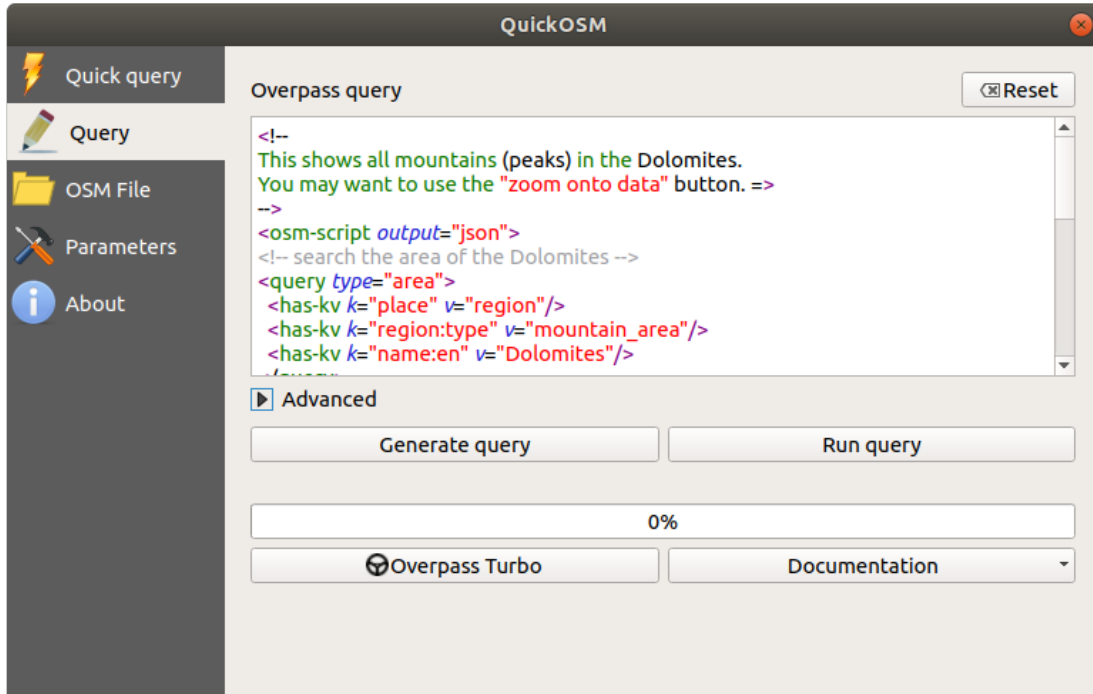 QuickOSM
Quick query
Query
OSM File
Parameters
About
Overpass query
Reset
<!--
This shows all mountains (peaks) in the Dolomites.
You may want to use the "zoom onto data" button. =>
-->
<osm-script output="json">
<!-- search the area of the Dolomites -->
<query type="area">
<has-kv k="place" v="region"/>
<has-kv k="region:type" v="mountain_area"/>
<has-kv k="name:en" v="Dolomites"/>
Advanced
Generate query
Run query
0%
Overpass Turbo
Documentation